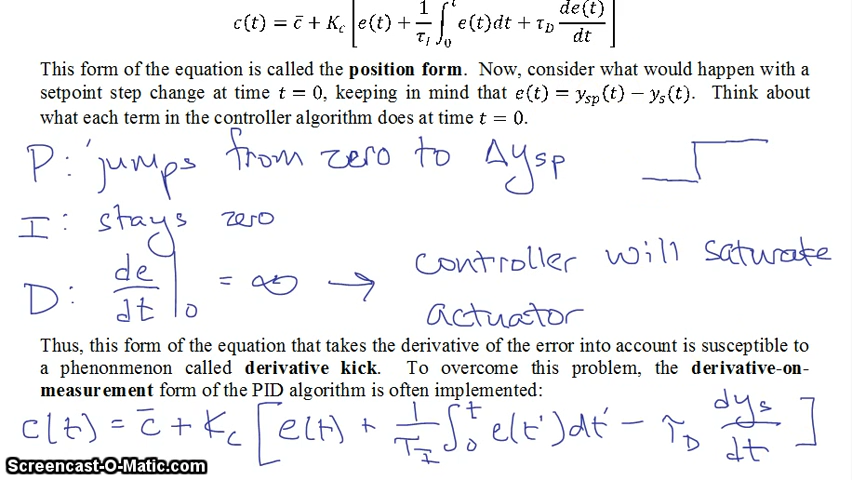 c(t) = c̄ + K_c [e(t) + 1/τ_I ∫_0^t e(t)dt + τ_D de(t)/dt]
This form of the equation is called the position form. Now, consider what would happen with a
setpoint step change at time t = 0, keeping in mind that e(t) = y_sp(t) − y_s(t). Think about
what each term in the controller algorithm does at time t = 0.
P: jumps from zero to Δysp
I: stays zero
D: de/dt|_0 = ∞ → controller will saturate
actuator
Thus, this form of the equation that takes the derivative of the error into account is susceptible to
a phenonmenon called derivative kick. To overcome this problem, the derivative-on-
measurement form of the PID algorithm is often implemented:
c(t) = c̄ + K_c [e(t) + 1/τ_I ∫_0^t e(t')dt' − τ_D dy_s/dt]
Screencast-O-Matic.com